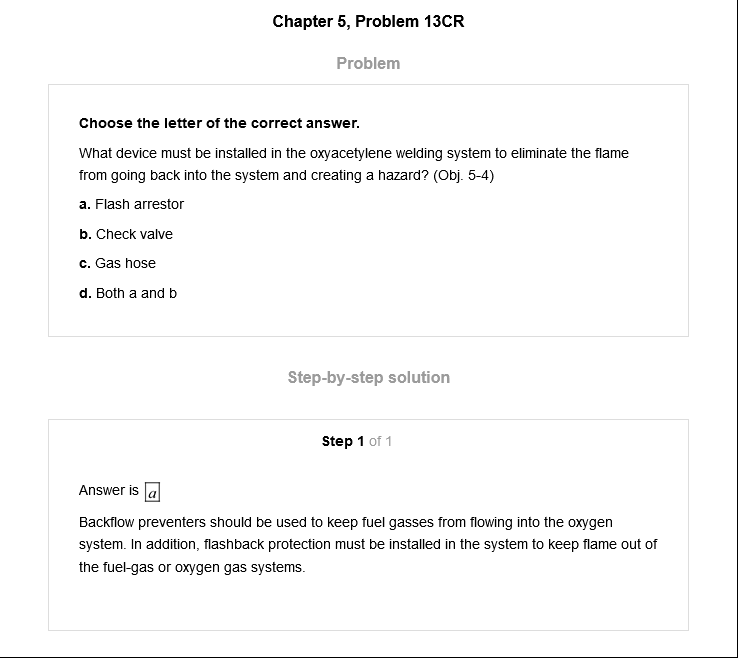 Chapter 5, Problem 13CR
Problem
Choose the letter of the correct answer.
What device must be installed in the oxyacetylene welding system to eliminate the flame
from going back into the system and creating a hazard? (Obj. 5-4)
a. Flash arrestor
b. Check valve
c. Gas hose
d. Both a and b
Step-by-step solution
Step 1 of 1
Answer is a
Backflow preventers should be used to keep fuel gasses from flowing into the oxygen
system. In addition, flashback protection must be installed in the system to keep flame out of
the fuel-gas or oxygen gas systems.